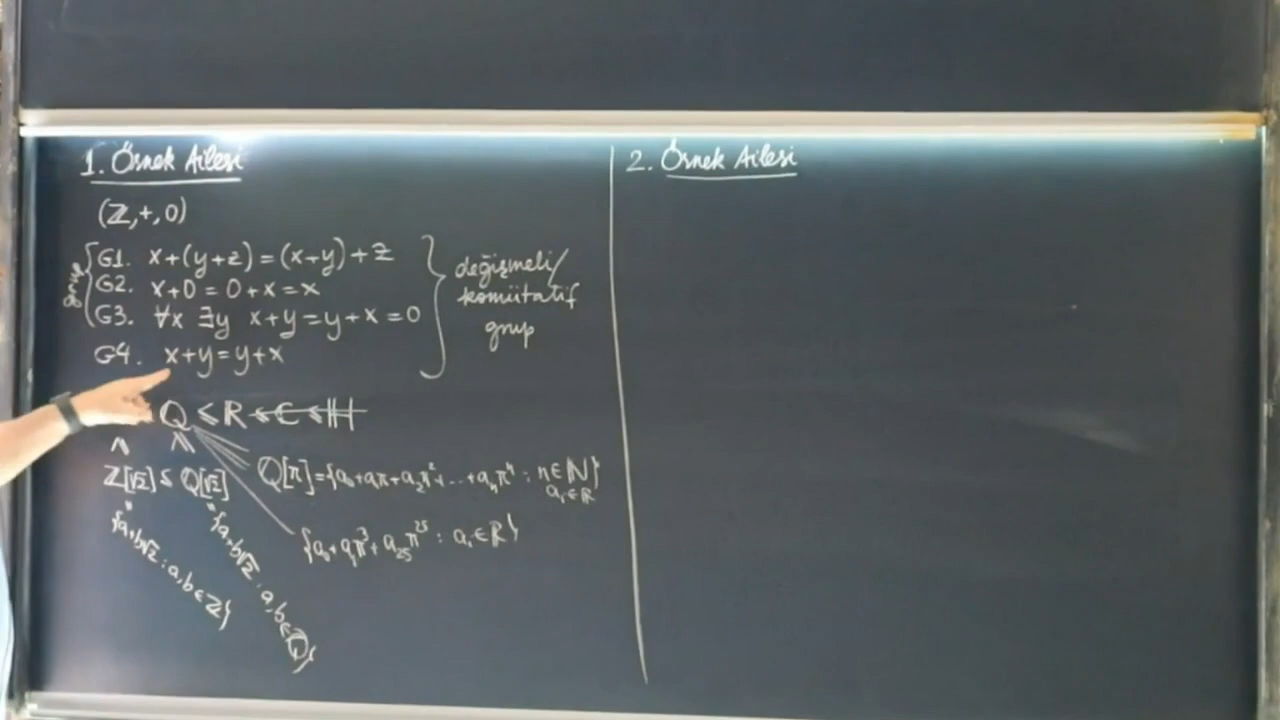 1. Örnek Ailesi
(ℤ,+,0)
grup
G1. x+(y+z)=(x+y)+z
G2. x+0=0+x=x
G3. ∀x ∃y x+y=y+x=0
G4. x+y=y+x
değişmeli/
komütatif
grup
Q ≤ R ≤ C ≤ H
ℤ[√2] ≤ Q[√2]
Q[π]={a₀+a₁π+a₂π²+...+aₙπⁿ : n∈ℕ}
aᵢ∈R
{a₀+a₁π³+a₂₅π²⁵ : aᵢ∈R}
{a+b√2 : a,b∈ℤ}
{a+b√2 : a,b∈Q}
2. Örnek Ailesi